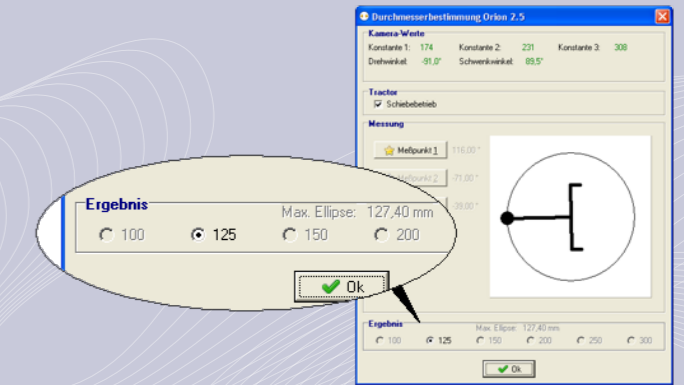 Durchmesserbestimmung Orion 2.5
Kamera-Werte
Konstante 1: 174 Konstante 2: 231 Konstante 3: 308
Drehwinkel: -91,0° Schwenkwinkel: 89,5°
Tractor
Schiebebetrieb
Messung
Meßpunkt 1 116,00 °
Meßpunkt 2 -71,00 °
-39,00 °
Ergebnis
Max. Ellipse: 127,40 mm
100 125 150 200
Ok
Ergebnis
Max. Ellipse: 127,40 mm
100 125 150 200 250 300
Ok